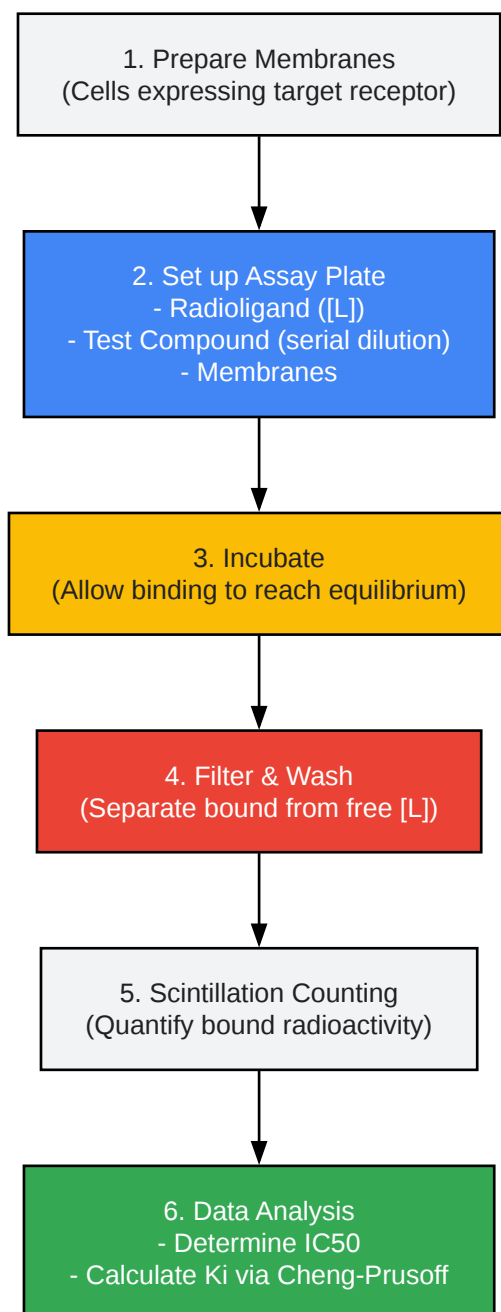 1. Prepare Membranes
(Cells expressing target receptor)
2. Set up Assay Plate
- Radioligand ([L])
- Test Compound (serial dilution)
- Membranes
3. Incubate
(Allow binding to reach equilibrium)
4. Filter & Wash
(Separate bound from free [L])
5. Scintillation Counting
(Quantify bound radioactivity)
6. Data Analysis
- Determine IC50
- Calculate Ki via Cheng-Prusoff